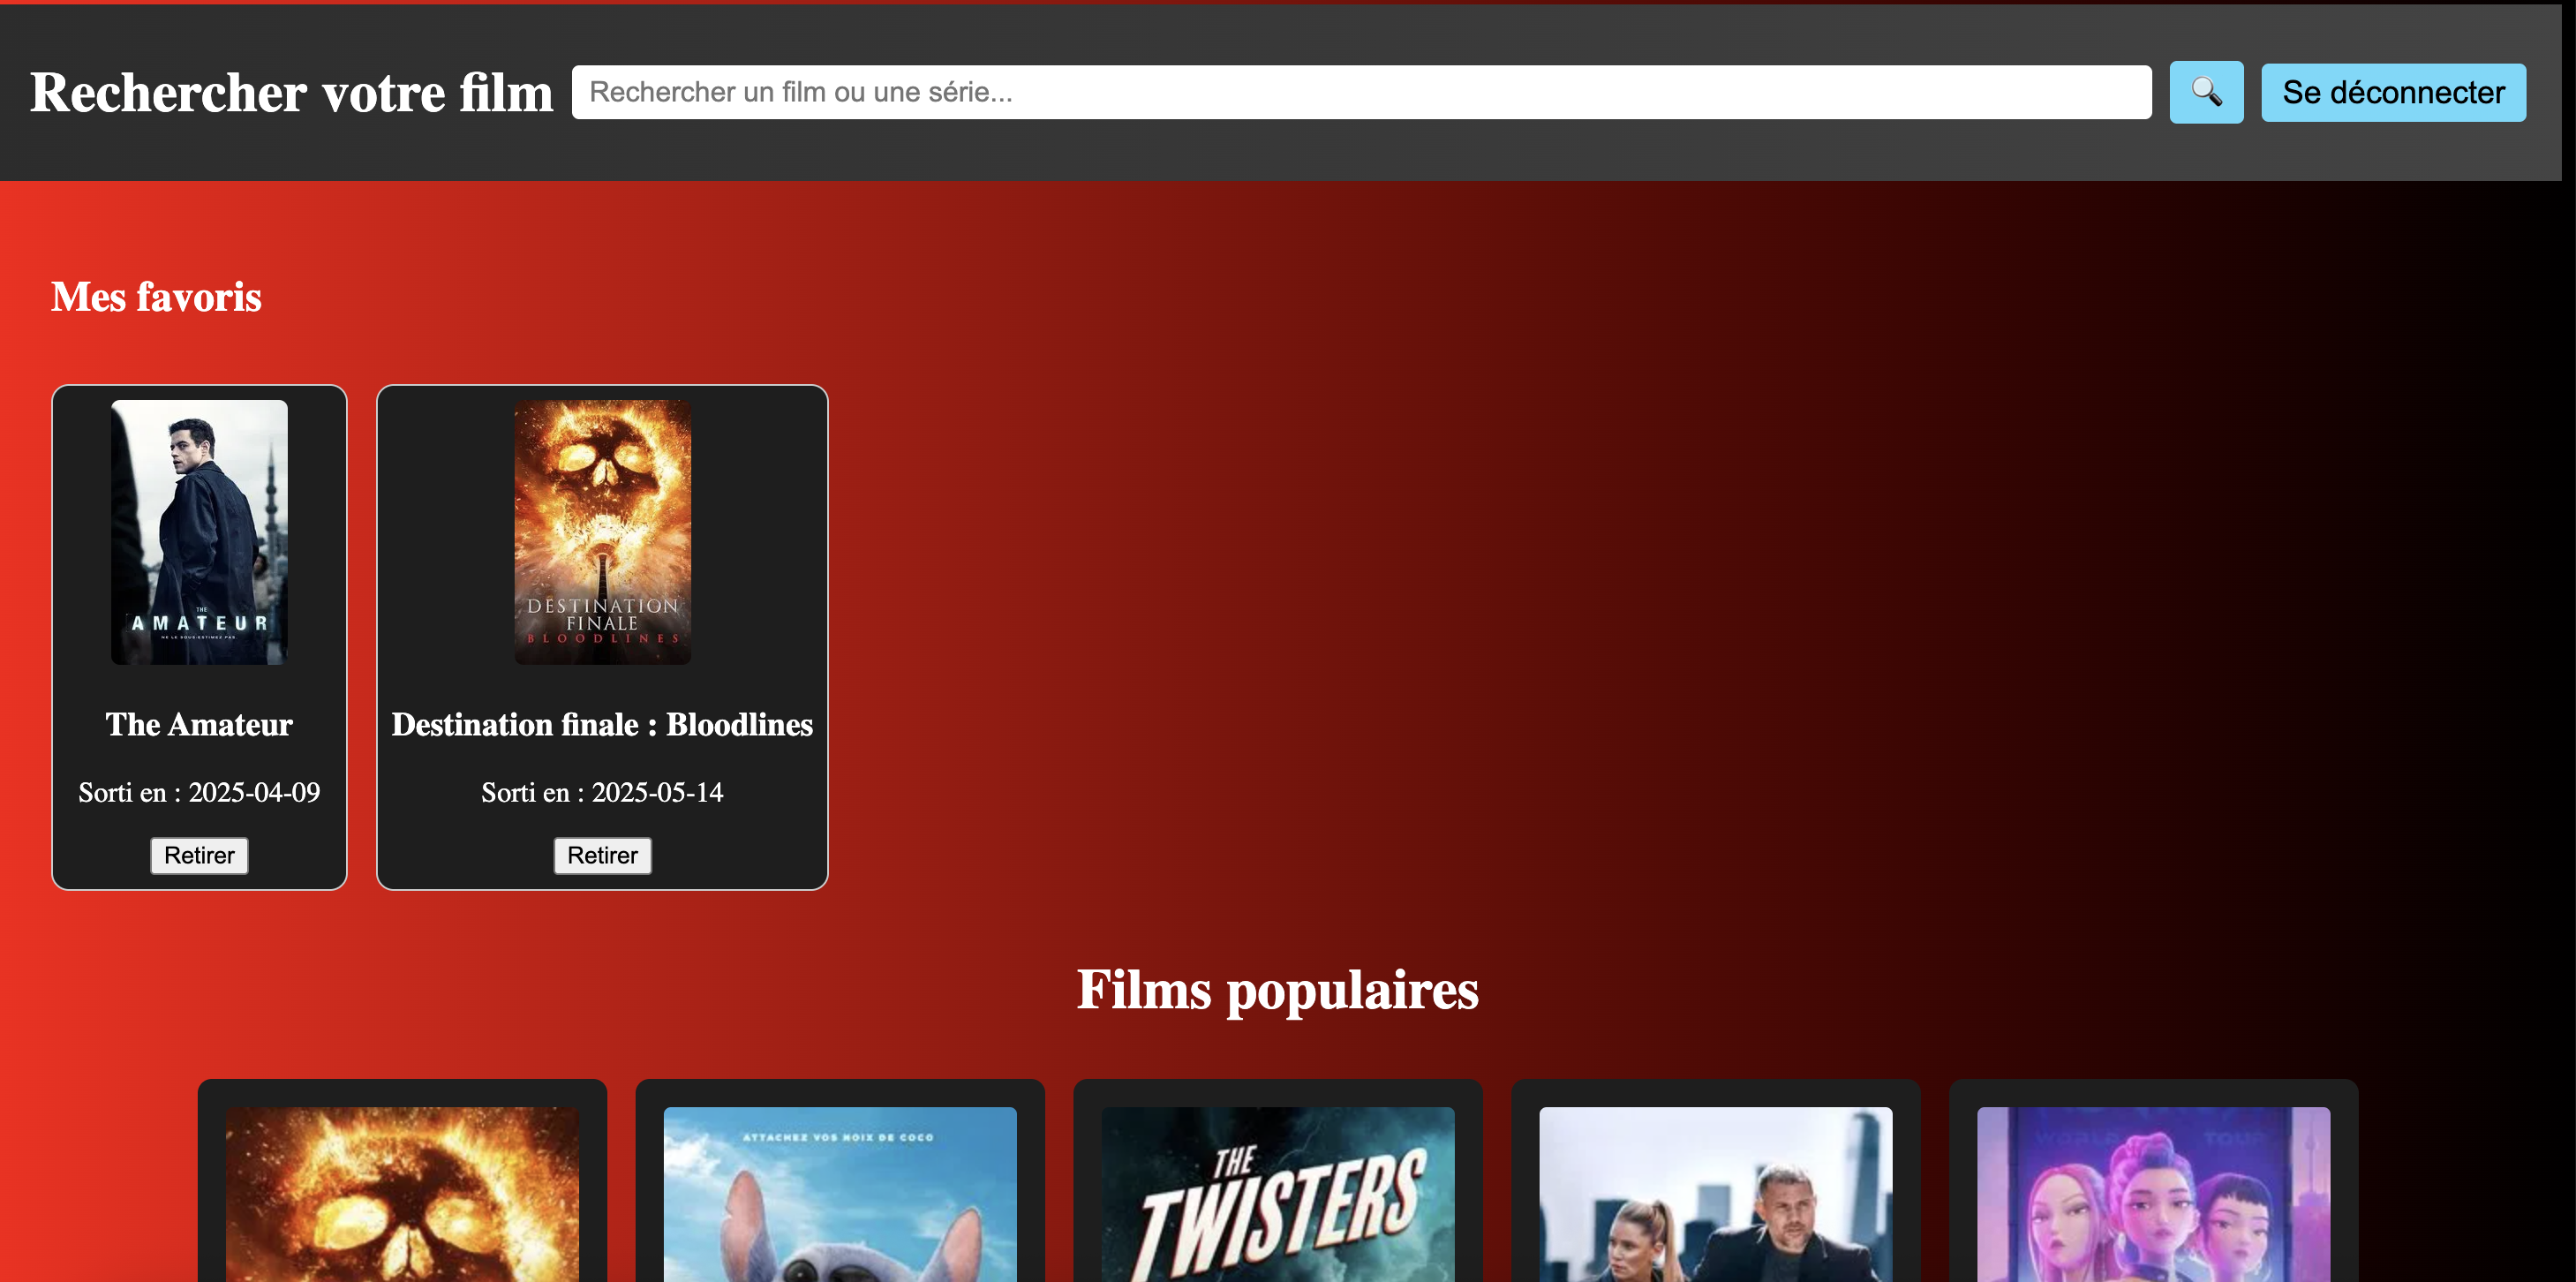 Rechercher votre film
Rechercher un film ou une série...
Se déconnecter
Mes favoris
THE
AMATEUR
NE LE SOUS-ESTIMEZ PAS
DESTINATION
FINALE
BLOODLINES
The Amateur
Destination finale : Bloodlines
Sorti en : 2025-04-09
Sorti en : 2025-05-14
Retirer
Retirer
Films populaires
ATTACHEZ VOS NOIX DE COCO
THE
TWISTERS
WORLD TOUR